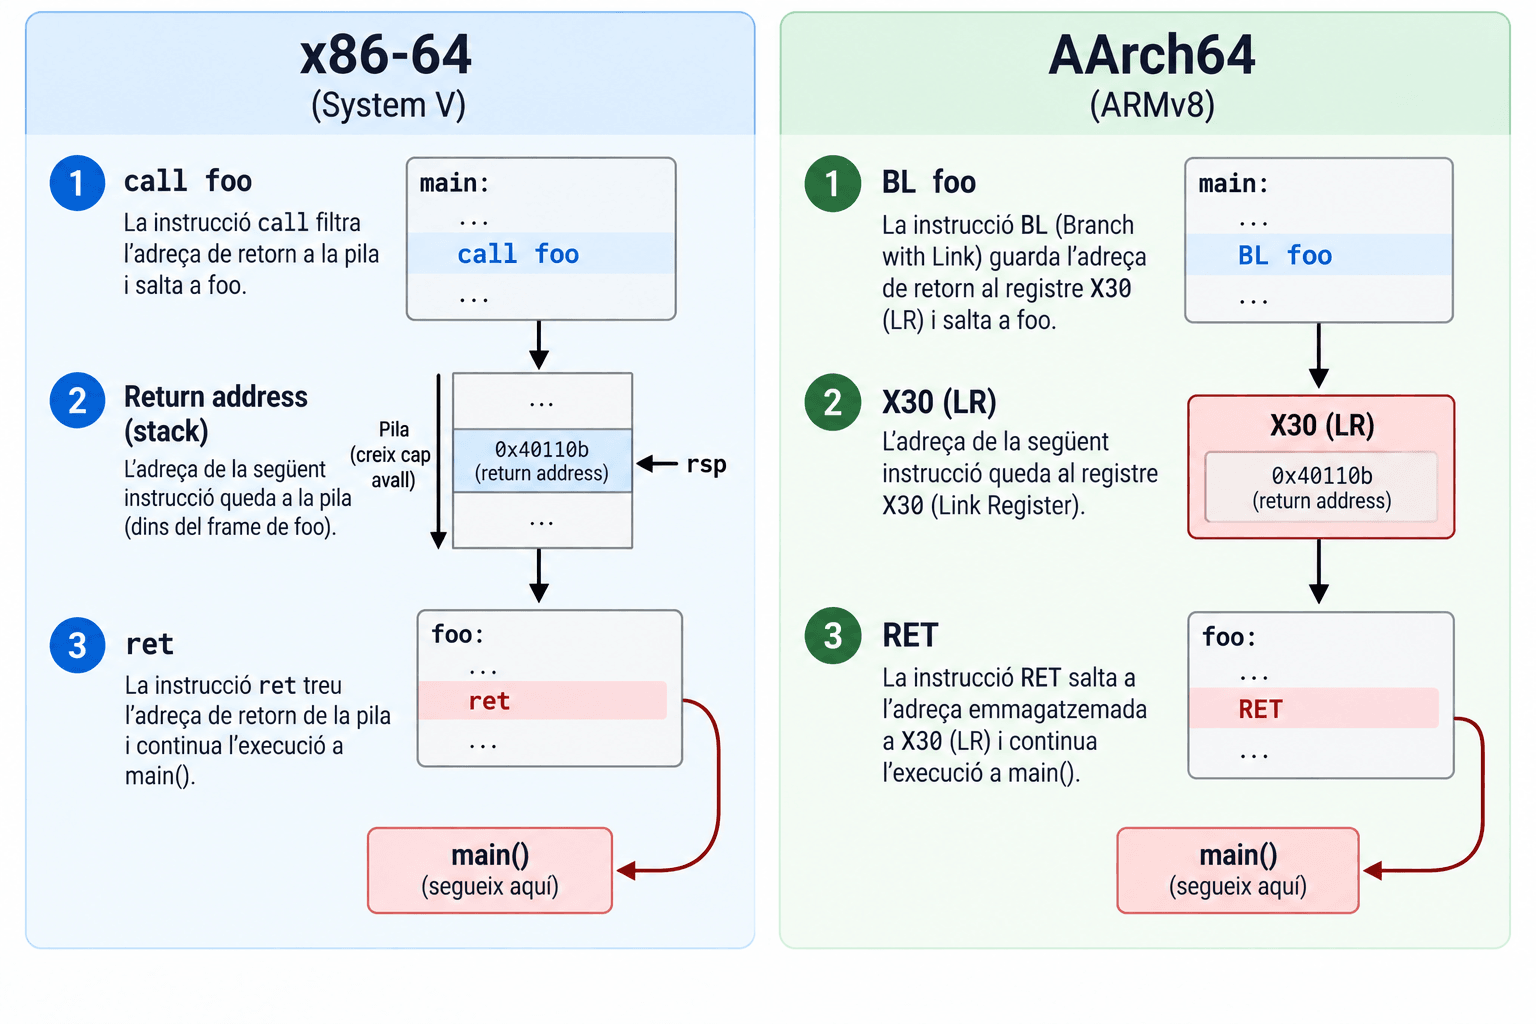 x86-64
(System V)
1
call foo
La instrucció call filtra
l'adreça de retorn a la pila
i salta a foo.
main:
...
call foo
...
2
Return address
(stack)
L'adreça de la següent
instrucció queda a la pila
(dins del frame de foo).
Pila
(creix cap
avall)
...
0x40110b
(return address)
...
rsp
3
ret
La instrucció ret treu
l'adreça de retorn de la pila
i continua l'execució a
main().
foo:
...
ret
...
main()
(segueix aquí)
AArch64
(ARMv8)
1
BL foo
La instrucció BL (Branch
with Link) guarda l'adreça
de retorn al registre X30
(LR) i salta a foo.
main:
...
BL foo
...
2
X30 (LR)
L'adreça de la següent
instrucció queda al registre
X30 (Link Register).
X30 (LR)
0x40110b
(return address)
3
RET
La instrucció RET salta a
l'adreça emmagatzemada
a X30 (LR) i continua
l'execució a main().
foo:
...
RET
...
main()
(segueix aquí)